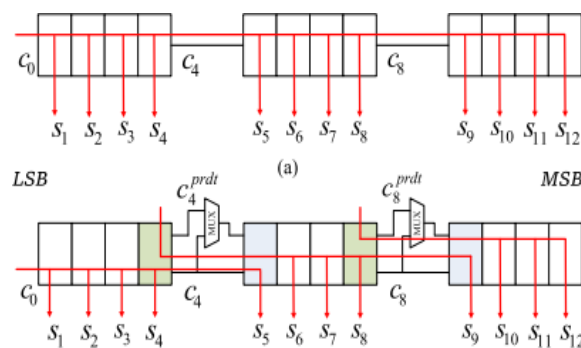 c₀ c₄ c₈
s₁ s₂ s₃ s₄ s₅ s₆ s₇ s₈ s₉ s₁₀ s₁₁ s₁₂
(a)
LSB c₄ᵖʳᵈᵗ c₈ᵖʳᵈᵗ MSB
MUX MUX
c₀ c₄ c₈
s₁ s₂ s₃ s₄ s₅ s₆ s₇ s₈ s₉ s₁₀ s₁₁ s₁₂